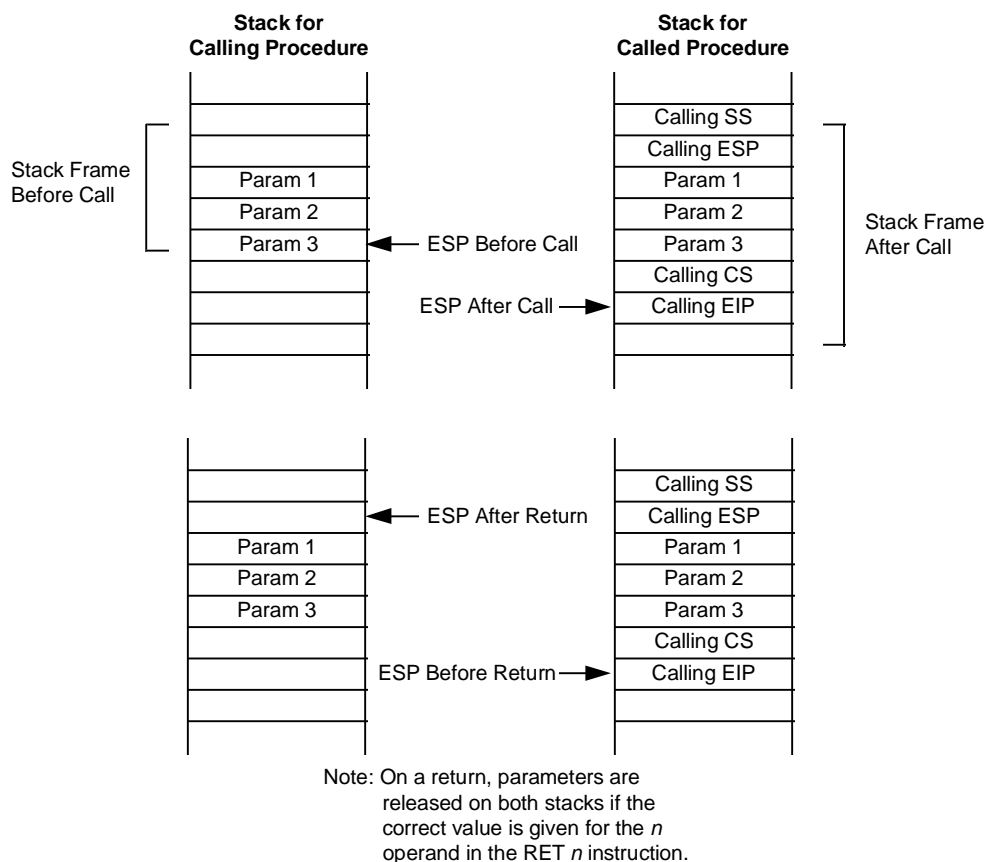 Stack for
Calling Procedure
Stack for
Called Procedure
Stack Frame
Before Call
Param 1
Param 2
Param 3
ESP Before Call
ESP After Call
Calling SS
Calling ESP
Param 1
Param 2
Param 3
Calling CS
Calling EIP
Stack Frame
After Call
Param 1
Param 2
Param 3
ESP After Return
ESP Before Return
Calling SS
Calling ESP
Param 1
Param 2
Param 3
Calling CS
Calling EIP
Note: On a return, parameters are
released on both stacks if the
correct value is given for the n
operand in the RET n instruction.